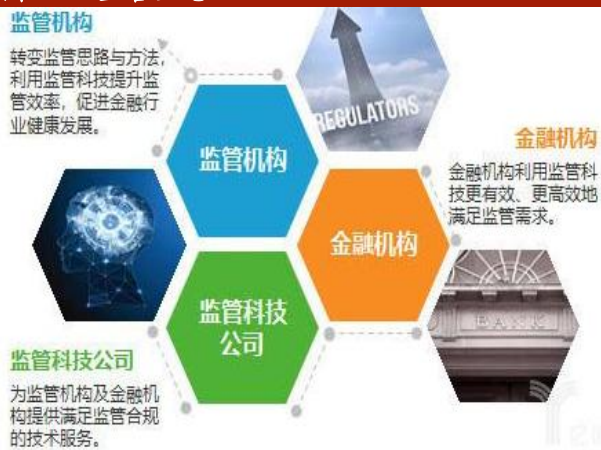 监管机构
转变监管思路与方法,
利用监管科技提升监
管效率，促进金融行
业健康发展。
REGULATORS
监管机构
金融机构
金融机构利用监管科
技更有效、更高效地
满足监管需求。
金融机构
BANK
监管科技
公司
监管科技公司
为监管机构及金融机
构提供满足监管合规
的技术服务。